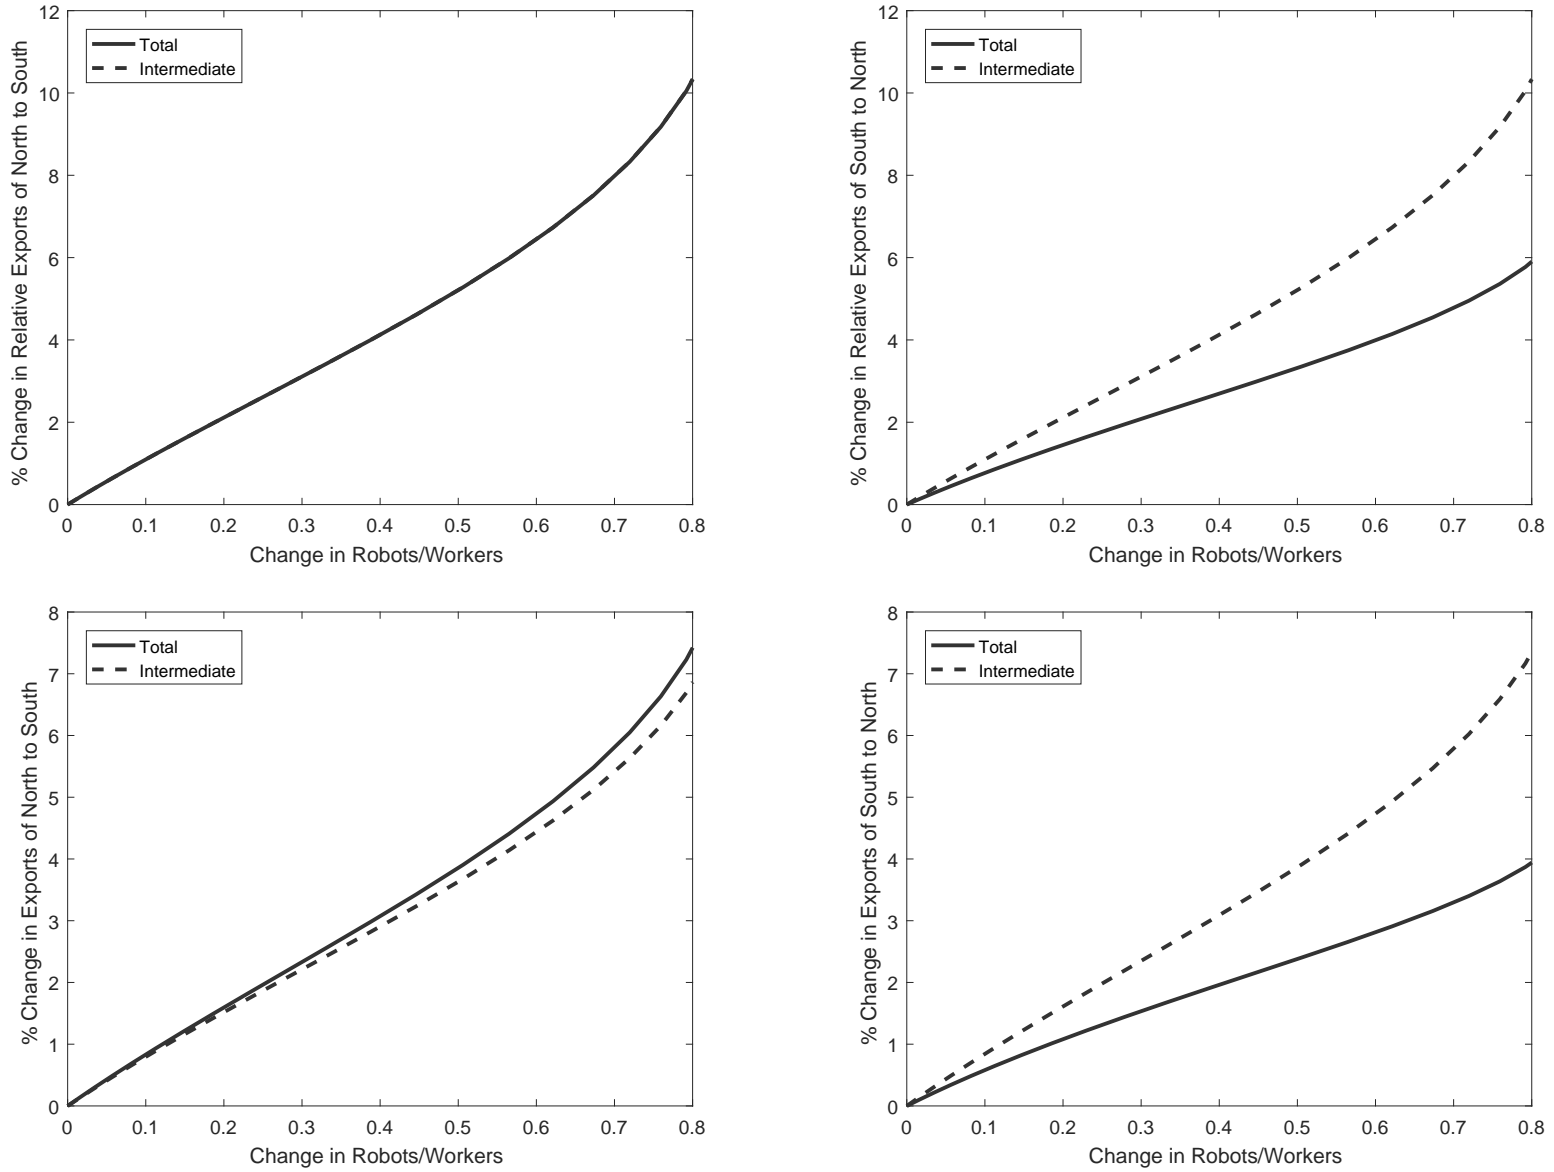 % Change in Relative Exports of North to South
12
10
8
6
4
2
0
Total
Intermediate
0 0.1 0.2 0.3 0.4 0.5 0.6 0.7 0.8
Change in Robots/Workers
% Change in Relative Exports of South to North
12
10
8
6
4
2
0
Total
Intermediate
0 0.1 0.2 0.3 0.4 0.5 0.6 0.7 0.8
Change in Robots/Workers
% Change in Exports of North to South
8
7
6
5
4
3
2
1
0
Total
Intermediate
0 0.1 0.2 0.3 0.4 0.5 0.6 0.7 0.8
Change in Robots/Workers
% Change in Exports of South to North
8
7
6
5
4
3
2
1
0
Total
Intermediate
0 0.1 0.2 0.3 0.4 0.5 0.6 0.7 0.8
Change in Robots/Workers